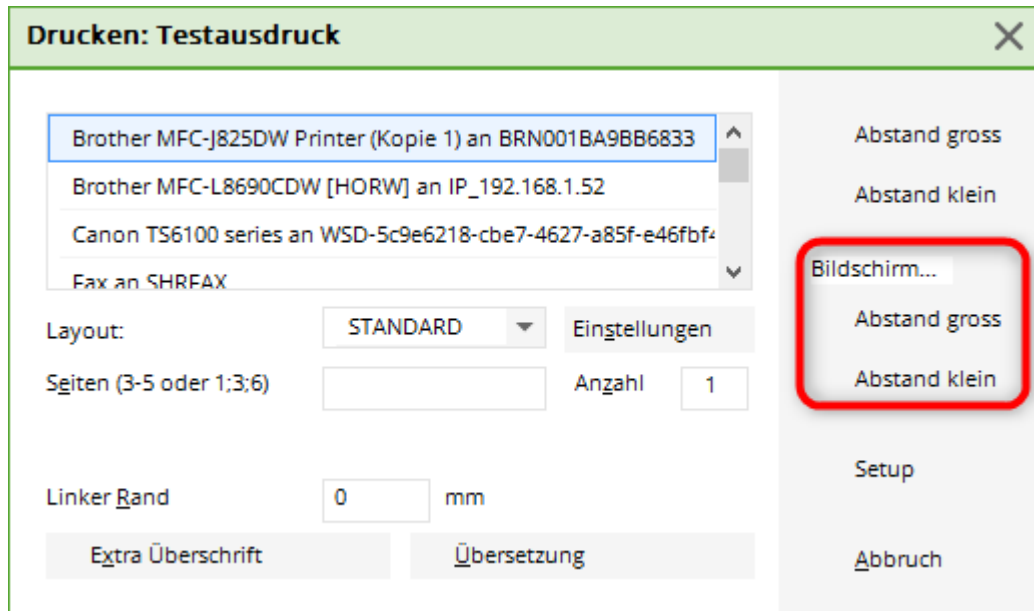 Drucken: Testausdruck
Brother MFC-J825DW Printer (Kopie 1) an BRN001BA9BB6833
Brother MFC-L8690CDW [HORW] an IP_192.168.1.52
Canon TS6100 series an WSD-5c9e6218-cbe7-4627-a85f-e46fbf4
Fax an SHRFAX
Layout:
STANDARD
Einstellungen
Seiten (3-5 oder 1;3;6)
Anzahl
1
Linker Rand
0
mm
Extra Überschrift
Übersetzung
Abstand gross
Abstand klein
Bildschirm...
Abstand gross
Abstand klein
Setup
Abbruch